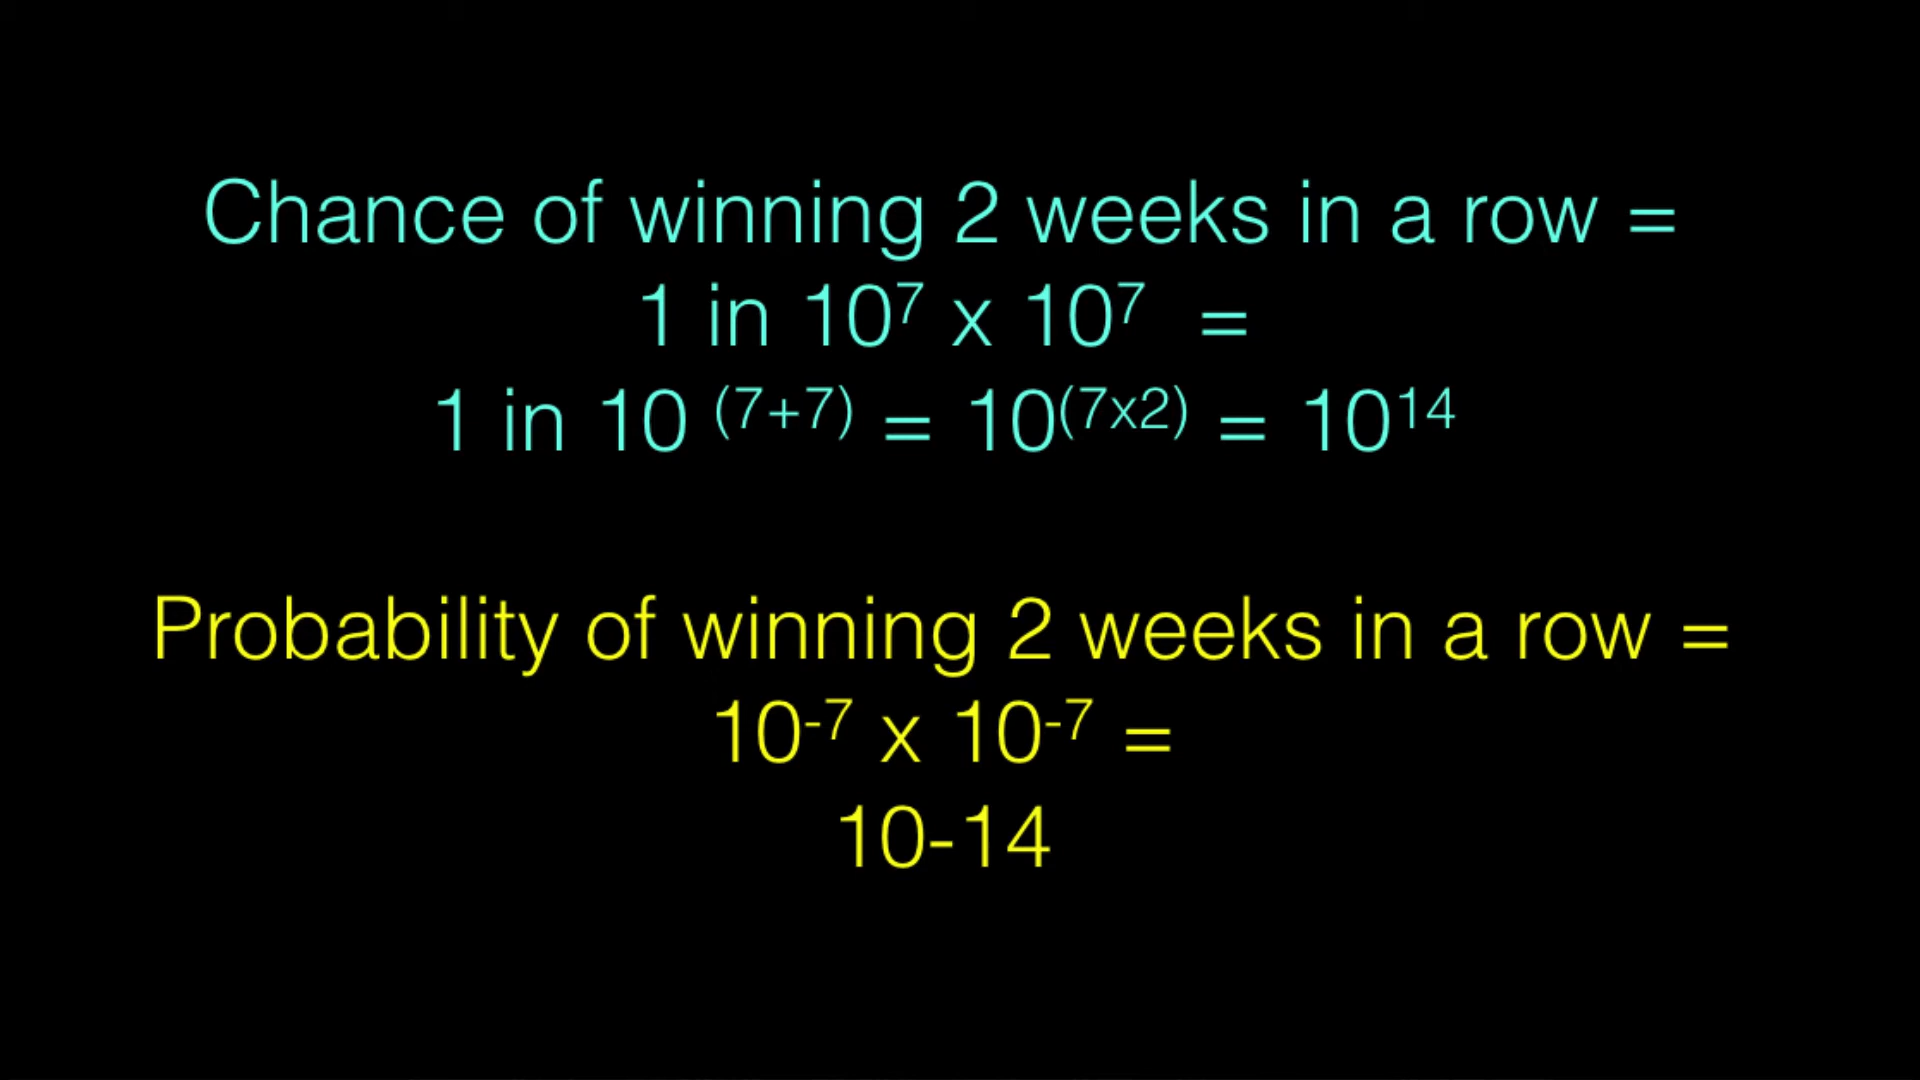 Chance of winning 2 weeks in a row =
1 in 10⁷ x 10⁷ =
1 in 10 ⁽⁷⁺⁷⁾ = 10⁽⁷ˣ²⁾ = 10¹⁴
Probability of winning 2 weeks in a row =
10⁻⁷ x 10⁻⁷ =
10-14